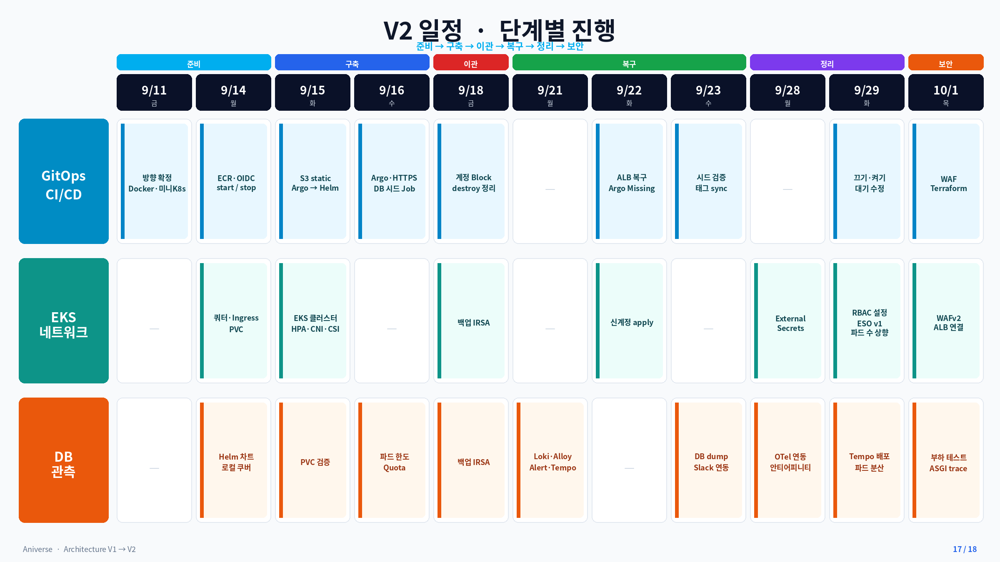 V2 일정 · 단계별 진행
준비 → 구축 → 이관 → 복구 → 정리 → 보안
준비
구축
이관
복구
정리
보안
9/11
금
9/14
월
9/15
화
9/16
수
9/18
금
9/21
월
9/22
화
9/23
수
9/28
월
9/29
화
10/1
목
GitOps
CI/CD
방향 확정
Docker·미니K8s
ECR·OIDC
start / stop
S3 static
Argo → Helm
Argo·HTTPS
DB 시드 Job
계정 Block
destroy 정리
—
ALB 복구
Argo Missing
시드 검증
태그 sync
—
끄기·켜기
대기 수정
WAF
Terraform
EKS
네트워크
—
쿼터·Ingress
PVC
EKS 클러스터
HPA·CNI·CSI
—
백업 IRSA
—
신계정 apply
—
External
Secrets
RBAC 설정
ESO v1
파드 수 상향
WAFv2
ALB 연결
DB
관측
—
Helm 차트
로컬 쿠버
PVC 검증
파드 한도
Quota
백업 IRSA
Loki·Alloy
Alert·Tempo
—
DB dump
Slack 연동
OTel 연동
안티어피니티
Tempo 배포
파드 분산
부하 테스트
ASGI trace
Aniverse · Architecture V1 → V2
17 / 18